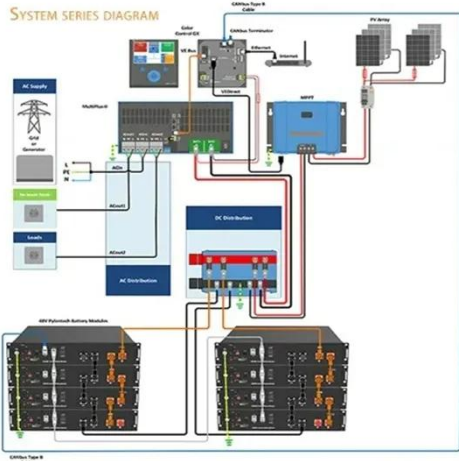 SYSTEM SERIES DIAGRAM
CANbus Type B
Cable
Color
Control GX
CANbus Terminator
PV Array
VE Bus
Ethernet
Internet
AC Supply
MultiPlus-II
VE.Direct
MPPT
Grid
or
Generator
L
PE
N
ACin
ACout1
Loads
ACout2
AC Distribution
DC Distribution
48V Pylontech Battery Modules
CANbus Type B